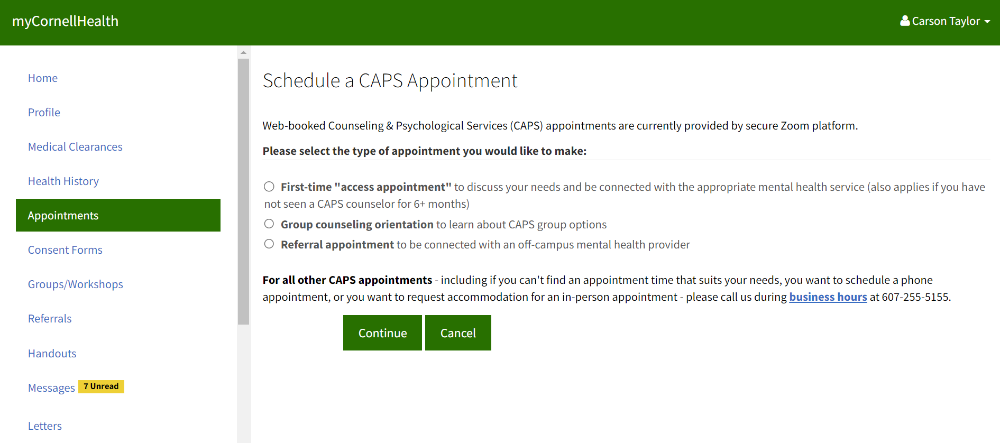 myCornellHealth
Carson Taylor
Home
Profile
Medical Clearances
Health History
Appointments
Consent Forms
Groups/Workshops
Referrals
Handouts
Messages 7 Unread
Letters
Schedule a CAPS Appointment
Web-booked Counseling & Psychological Services (CAPS) appointments are currently provided by secure Zoom platform.
Please select the type of appointment you would like to make:
First-time "access appointment" to discuss your needs and be connected with the appropriate mental health service (also applies if you have
not seen a CAPS counselor for 6+ months)
Group counseling orientation to learn about CAPS group options
Referral appointment to be connected with an off-campus mental health provider
For all other CAPS appointments - including if you can't find an appointment time that suits your needs, you want to schedule a phone
appointment, or you want to request accommodation for an in-person appointment - please call us during business hours at 607-255-5155.
Continue
Cancel